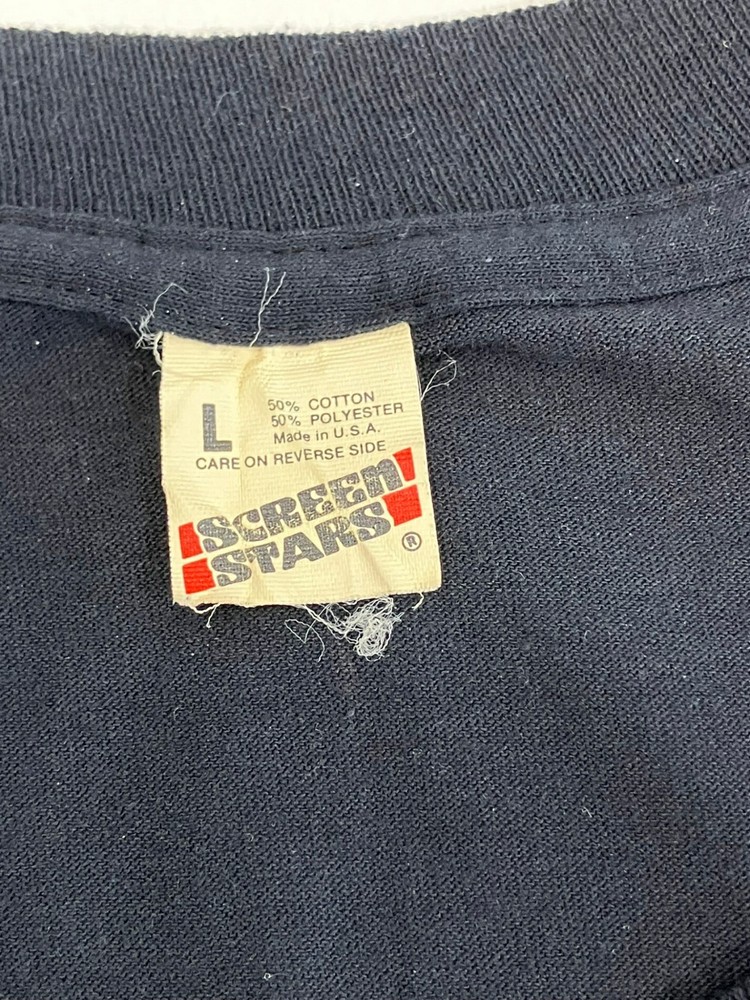 L
50% COTTON
50% POLYESTER
Made in U.S.A.
CARE ON REVERSE SIDE
SCREEN
STARS ®